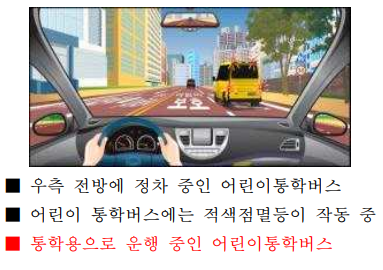 보호
■ 우측 전방에 정차 중인 어린이통학버스
■ 어린이 통학버스에는 적색점멸등이 작동 중
■ 통학용으로 운행 중인 어린이통학버스